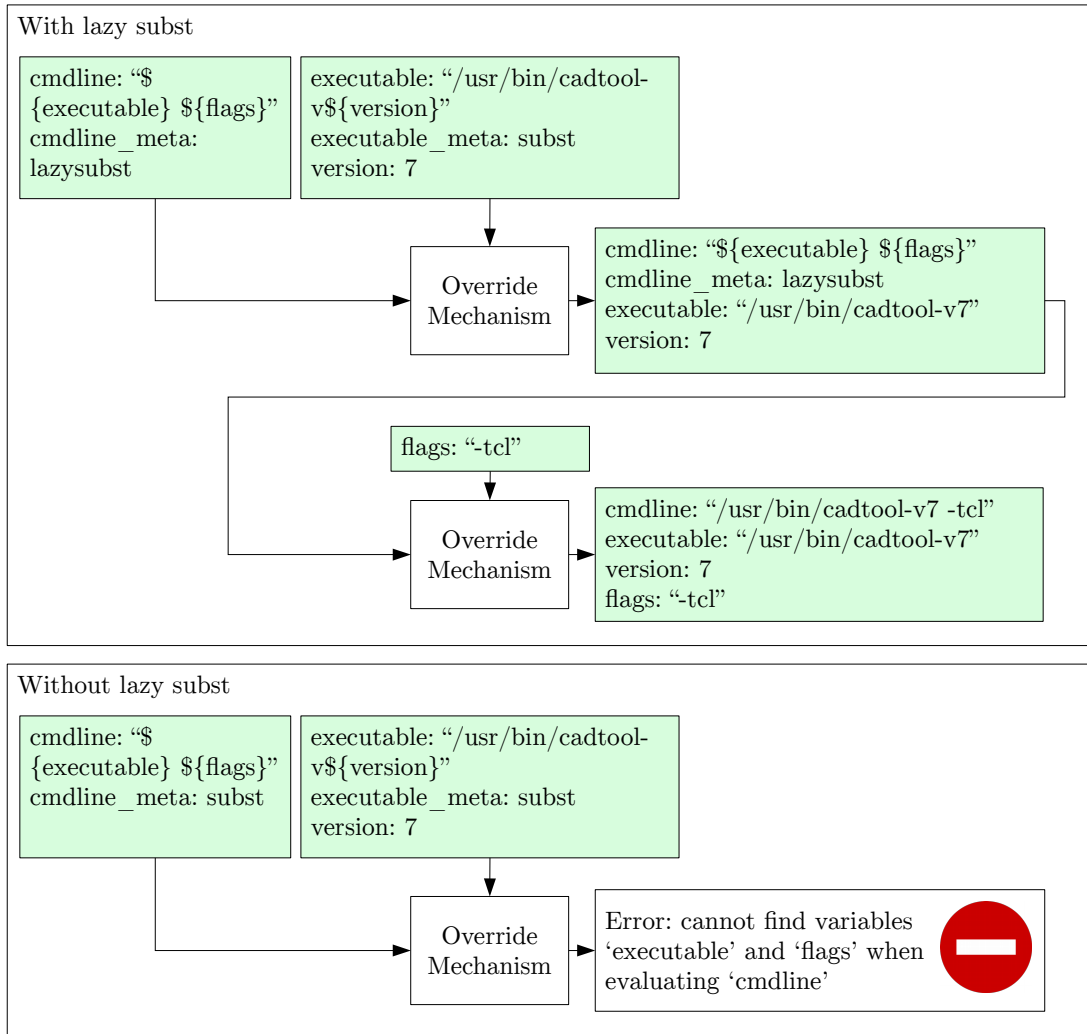 With lazy subst
cmdline: “$
{executable} ${flags}”
cmdline_meta:
lazysubst
executable: “/usr/bin/cadtool-
v${version}”
executable_meta: subst
version: 7
Override
Mechanism
cmdline: “${executable} ${flags}”
cmdline_meta: lazysubst
executable: “/usr/bin/cadtool-v7”
version: 7
flags: “-tcl”
Override
Mechanism
cmdline: “/usr/bin/cadtool-v7 -tcl”
executable: “/usr/bin/cadtool-v7”
version: 7
flags: “-tcl”
Without lazy subst
cmdline: “$
{executable} ${flags}”
cmdline_meta: subst
executable: “/usr/bin/cadtool-
v${version}”
executable_meta: subst
version: 7
Override
Mechanism
Error: cannot find variables
‘executable’ and ‘flags’ when
evaluating ‘cmdline’